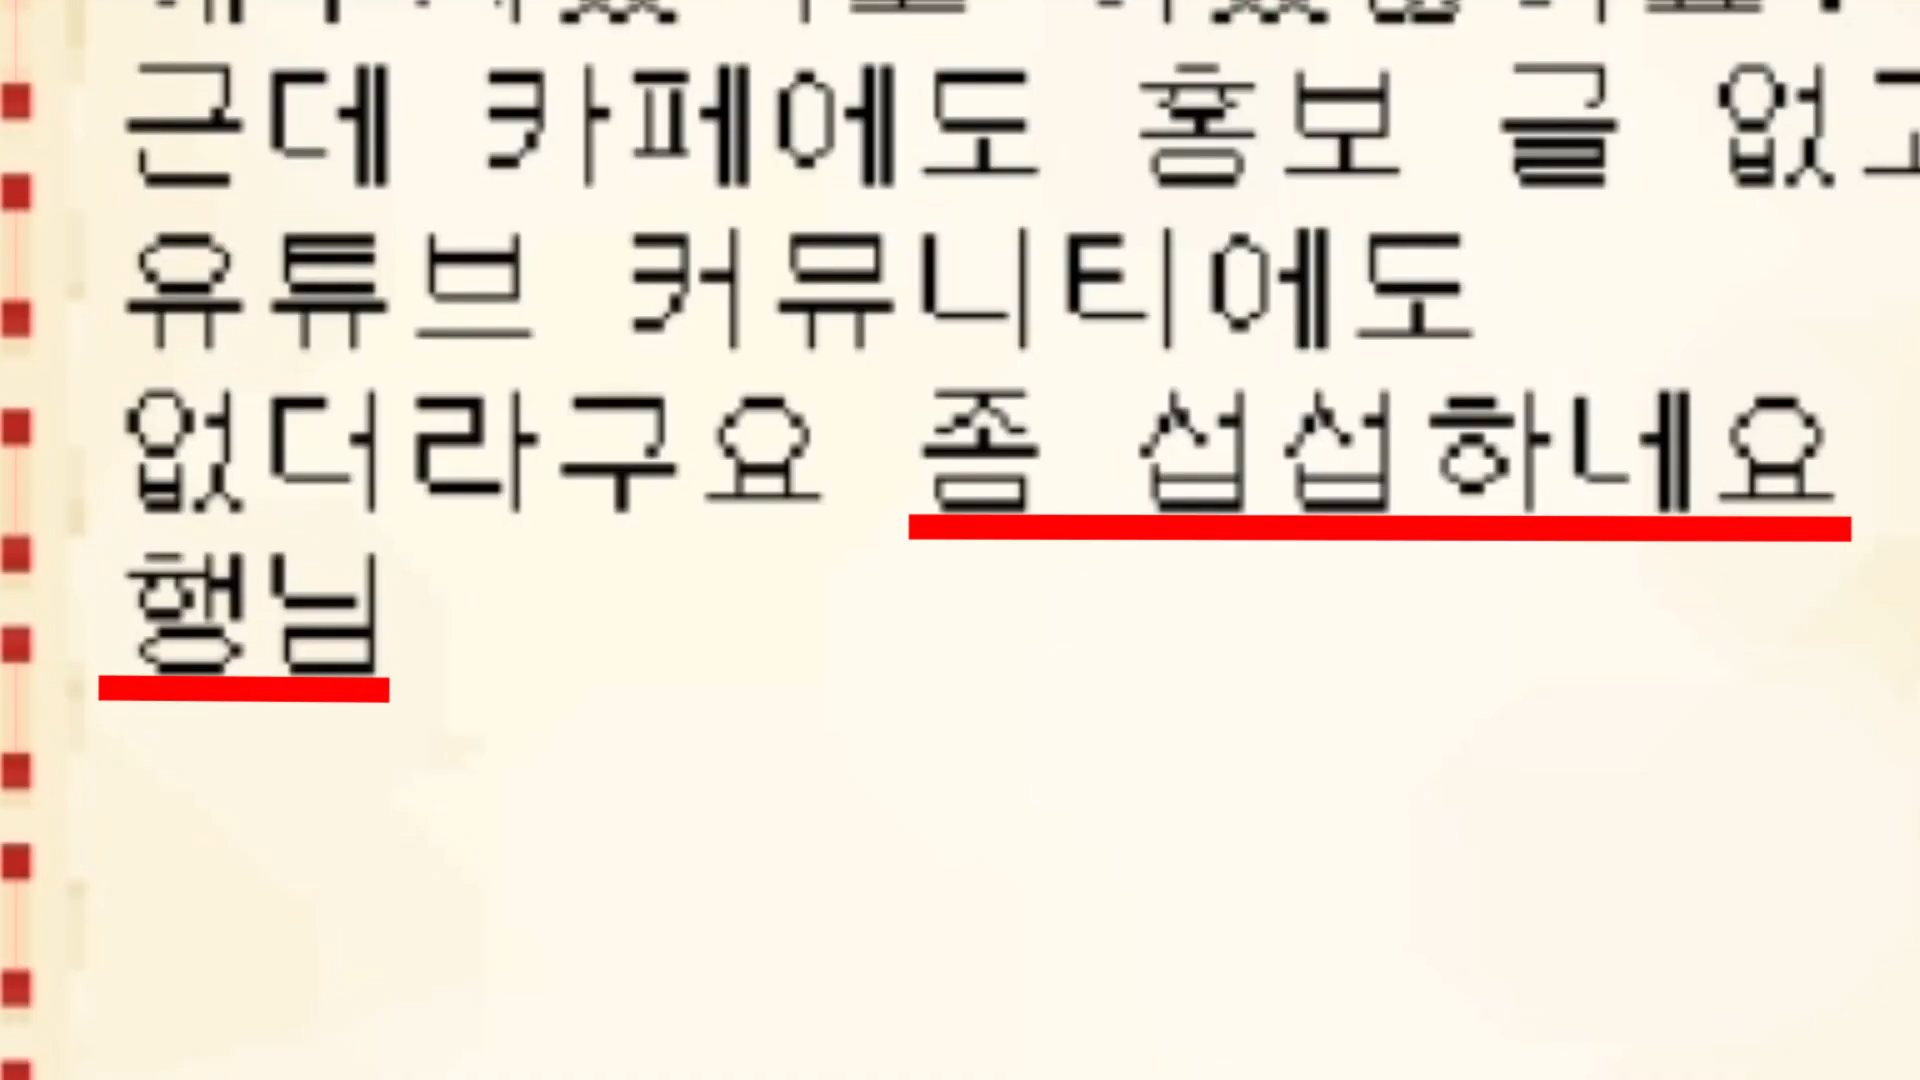 근데 카페에도 홍보 글 없고
유튜브 커뮤니티에도
없더라구요 좀 섭섭하네요
행님